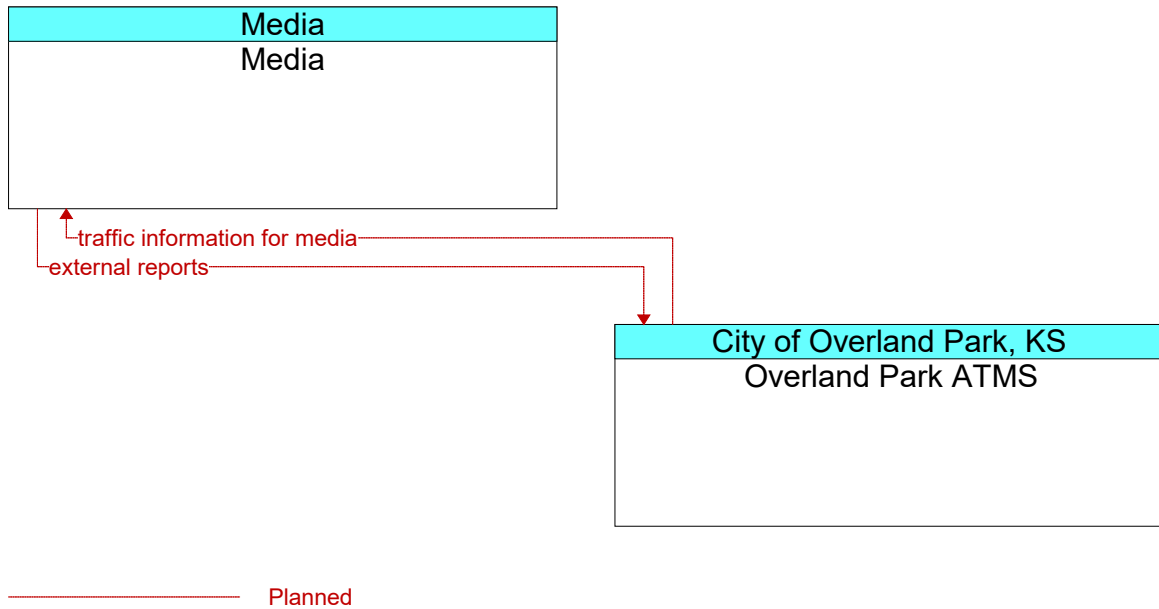 Media
Media
traffic information for media
external reports
City of Overland Park, KS
Overland Park ATMS
Planned